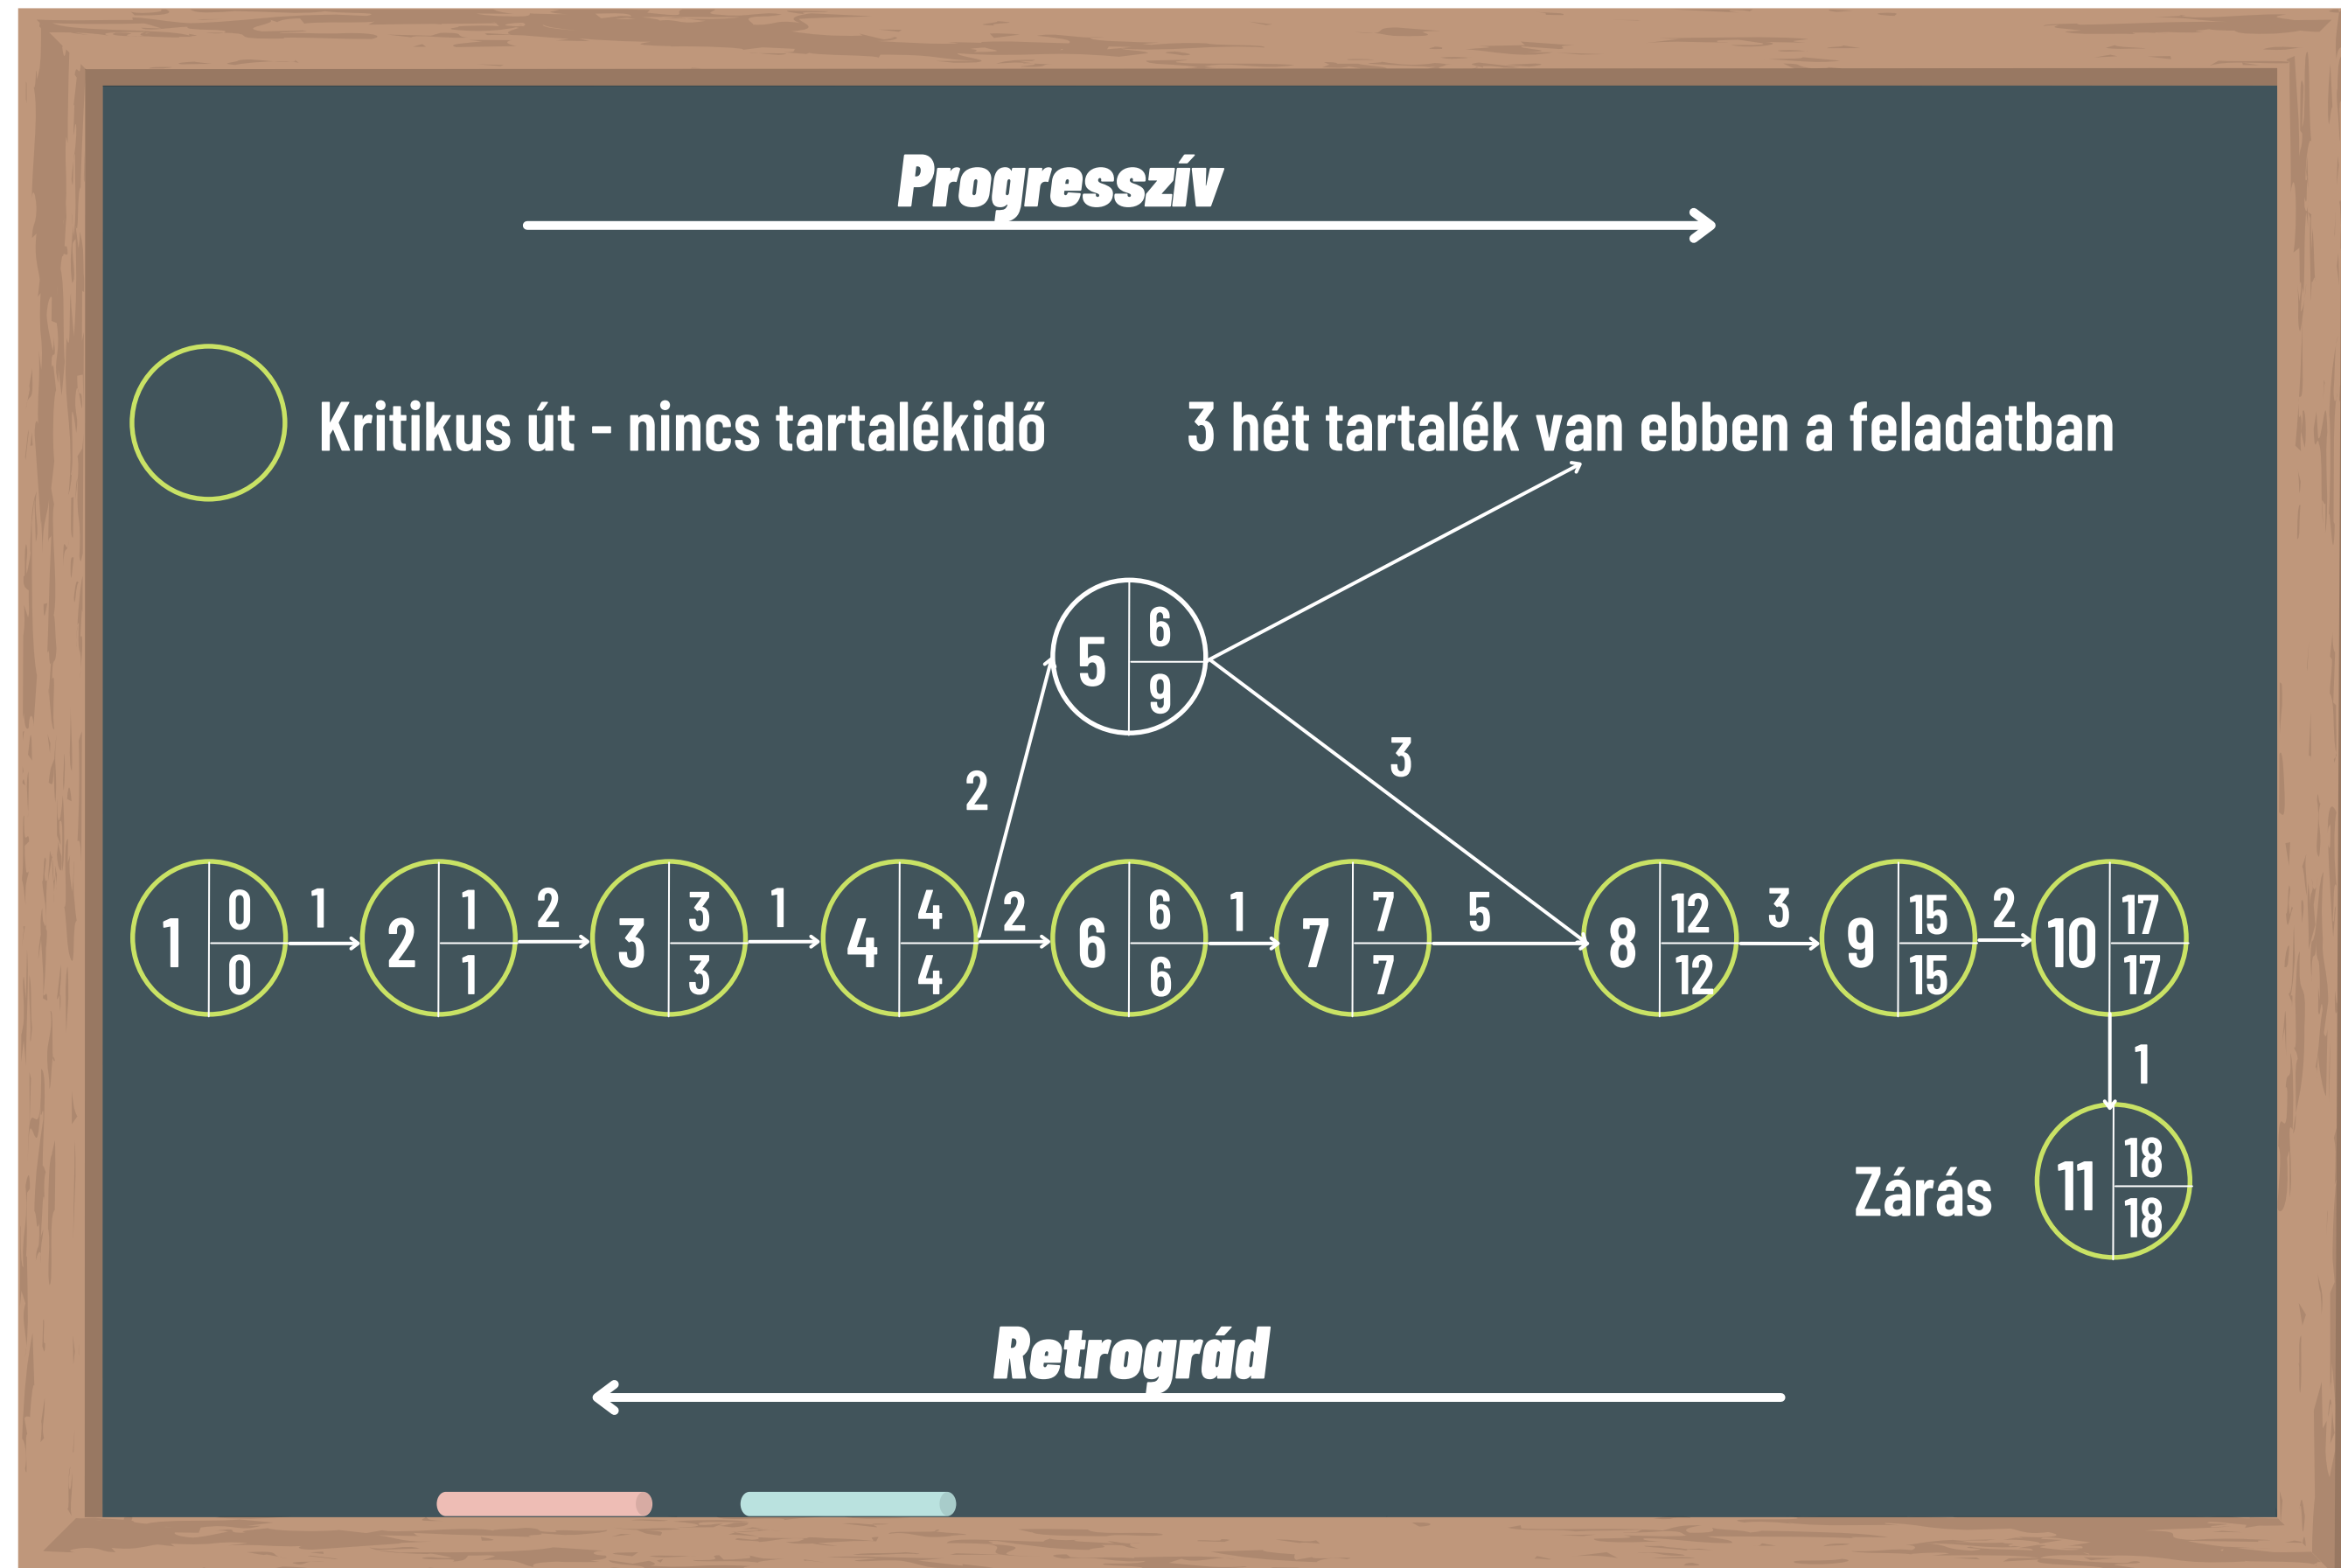 Progresszív
Kritikus út - nincs tartalékidő
3 hét tartalék van ebben a feladatban
5 6 9
2
3
1 0 0
1
2 1 1
2
3 3 3
1
4 4 4
2
6 6 6
1
7 7 7
5
8 12 12
3
9 15 15
2
10 17 17
1
Zárás
11 18 18
Retrográd